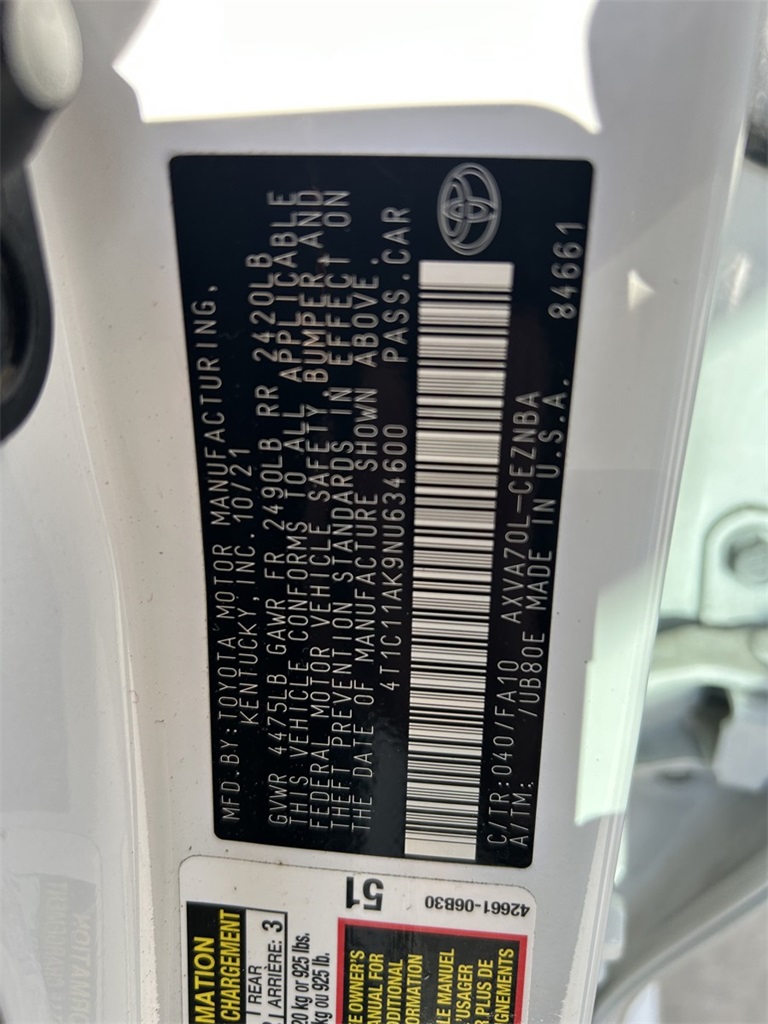 MFD.BY:TOYOTA MOTOR MANUFACTURING,
KENTUCKY,INC.10/21
GVWR 4475LB GAWR FR 2490LB RR 2420LB
THIS VEHICLE CONFORMS TO ALL APPLICABLE
FEDERAL MOTOR VEHICLE SAFETY, BUMPER, AND
THEFT PREVENTION STANDARDS IN EFFECT ON
THE DATE OF MANUFACTURE SHOWN ABOVE.
4T1C11AK9NU634600 PASS.CAR
C/TR:040/FA10 AXVA70L-CEZNBA
A/TM: /UB80E MADE IN U.S.A. 84661
51
42661-06B30
MATION
CHARGEMENT
REAR
ARRIÈRE: 3
20 kg or 925 lbs.
kg ou 925 lb.
OWNER'S
MANUAL FOR
ADDITIONAL
MATION
LE MANUEL
L'USAGER
R PLUS DE
IGNEMENTS